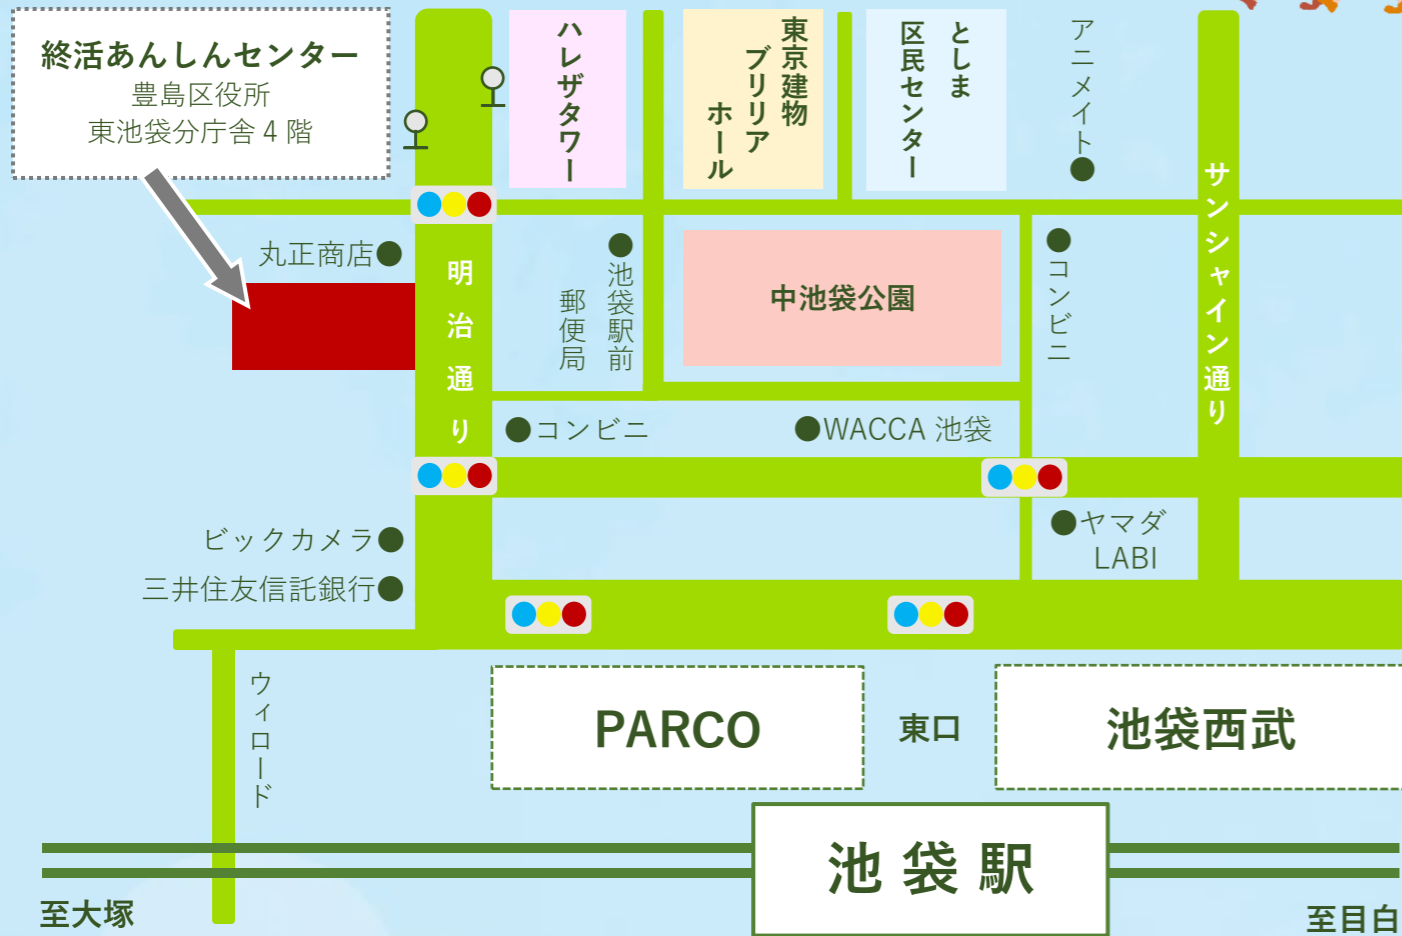 終活あんしんセンター
豊島区役所
東池袋分庁舎 4 階
ハレザタワー
東京建物
ブリリア
ホール
としま
区民センター
アニメイト
サンシャイン通り
丸正商店
明治通り
池袋駅前
郵便局
中池袋公園
コンビニ
コンビニ
WACCA 池袋
ビックカメラ
三井住友信託銀行
ヤマダ
LABI
ウィロード
PARCO
東口
池袋西武
池袋駅
至大塚
至目白